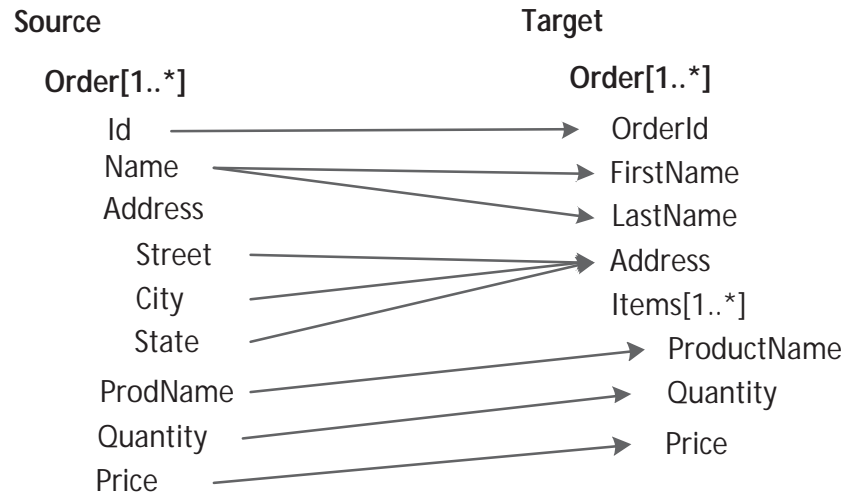 Source
Target
Order[1..*]
Order[1..*]
Id
OrderId
Name
FirstName
Address
LastName
Street
Address
City
Items[1..*]
State
ProductName
ProdName
Quantity
Quantity
Price
Price